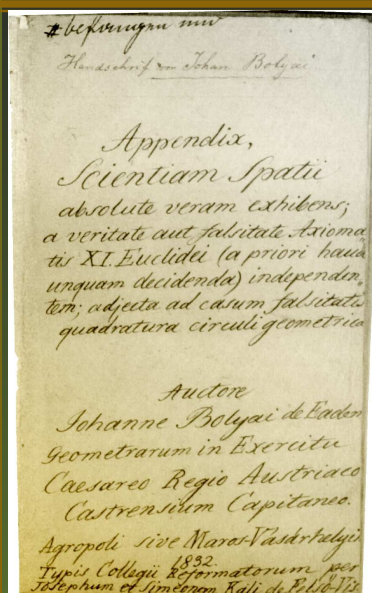 Handschrift von Johan Bolyai
Appendix,
Scientiam Spatii
absolute veram exhibens;
a veritate aut falsitate Axioma
tis XI. Euclidei (a priori haud
unquam decidenda) independen
tem; adjecta ad casum falsitatis
quadratura circuli geometrica
Auctore
Johanne Bolyai de Eadem
Geometrarum in Exercitu
Caesareo Regio Austriaco
Castrensium Capitaneo.
Agropoli sive Maros-Vásárhelyin
1832.
Typis Collegii Reformatorum per
Josephum et Simeonem Kali de Felső-Vis